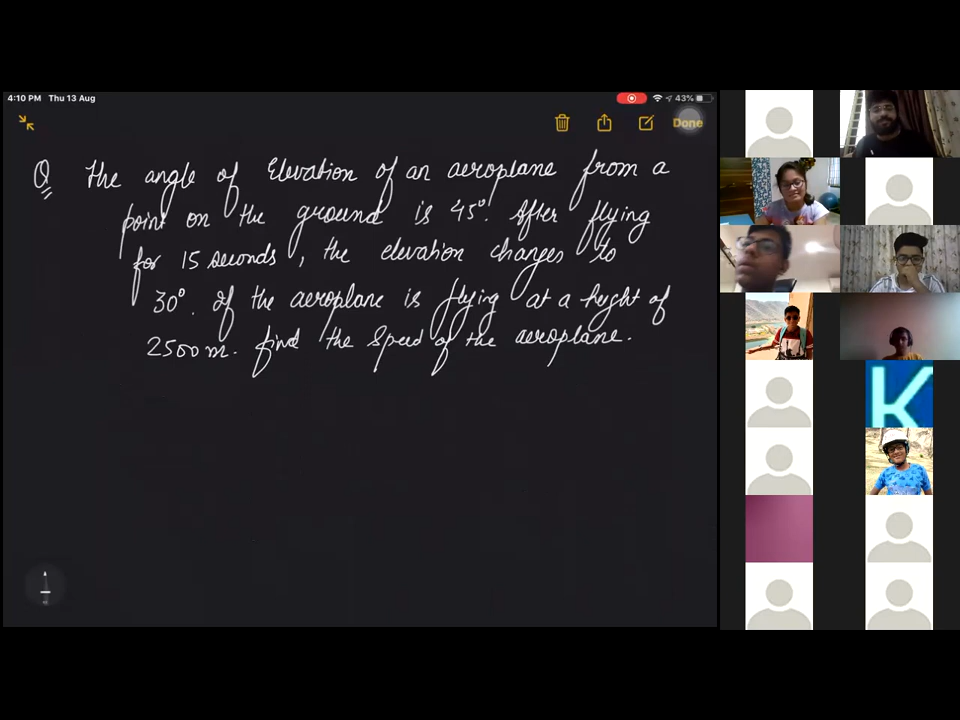 4:10 PM Thu 13 Aug
43%
Done
Q The angle of Elevation of an aeroplane from a
point on the ground is 45°. After flying
for 15 seconds, the elevation changes to
30°. If the aeroplane is flying at a height of
2500 m. find the Speed of the aeroplane.
K